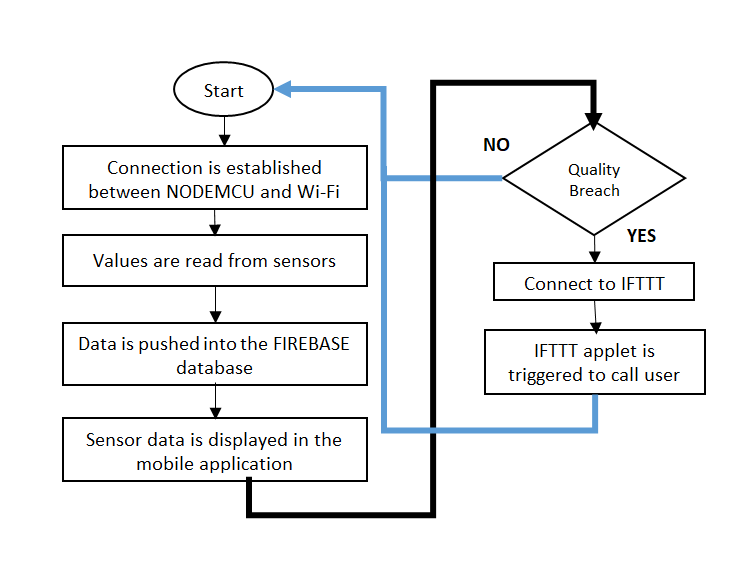 Start
Connection is established
between NODEMCU and Wi-Fi
Values are read from sensors
Data is pushed into the FIREBASE
database
Sensor data is displayed in the
mobile application
NO
Quality
Breach
YES
Connect to IFTTT
IFTTT applet is
triggered to call user